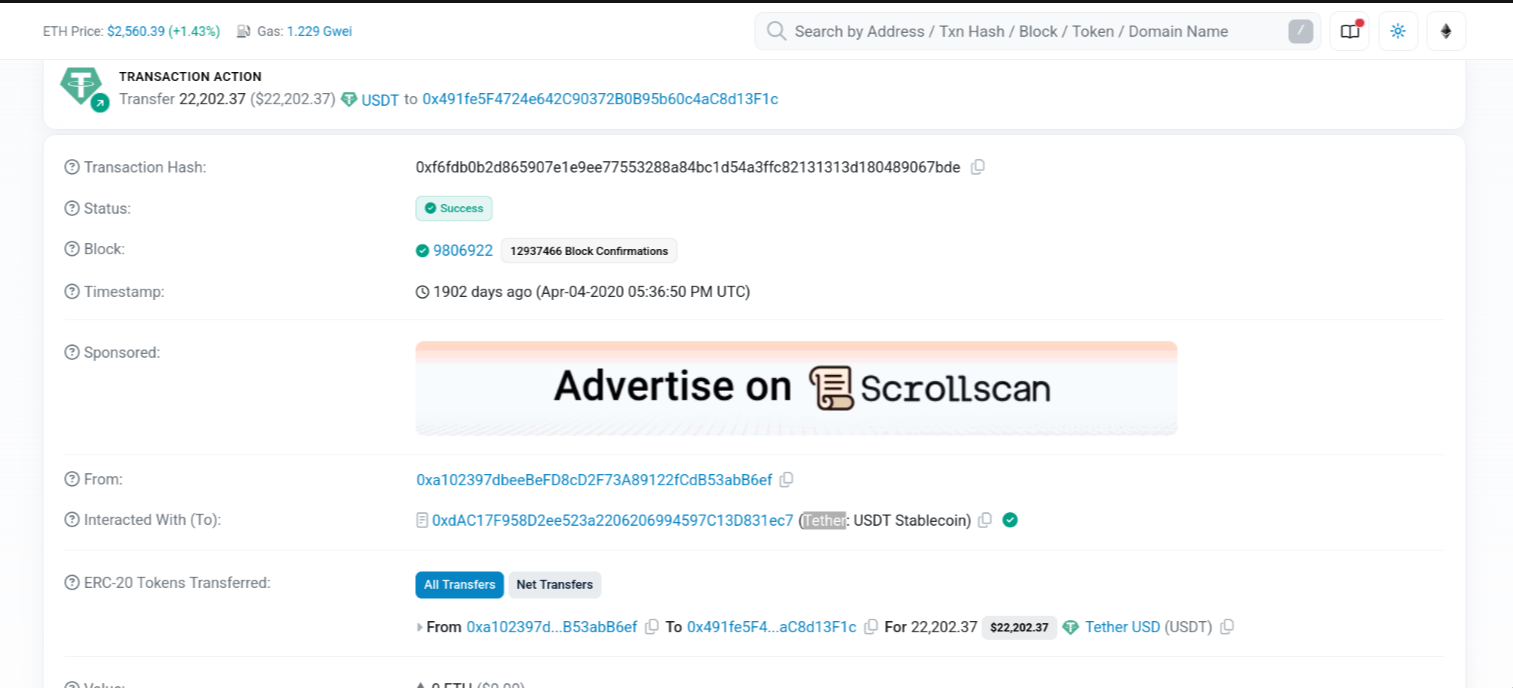 ETH Price: $2,560.39 (+1.43%) Gas: 1.229 Gwei
Search by Address / Txn Hash / Block / Token / Domain Name /
TRANSACTION ACTION
Transfer 22,202.37 ($22,202.37) USDT to 0x491fe5F4724e642C90372B0B95b60c4aC8d13F1c
Transaction Hash: 0xf6fdb0b2d865907e1e9ee77553288a84bc1d54a3ffc82131313d180489067bde
Status: Success
Block: 9806922 12937466 Block Confirmations
Timestamp: 1902 days ago (Apr-04-2020 05:36:50 PM UTC)
Sponsored:
Advertise on Scrollscan
From: 0xa102397dbeeBeFD8cD2F73A89122fCdB53abB6ef
Interacted With (To): 0xdAC17F958D2ee523a2206206994597C13D831ec7 (Tether: USDT Stablecoin)
ERC-20 Tokens Transferred: All Transfers Net Transfers
From 0xa102397d...B53abB6ef To 0x491fe5F4...aC8d13F1c For 22,202.37 $22,202.37 Tether USD (USDT)
Value: 0 ETH ($0.00)